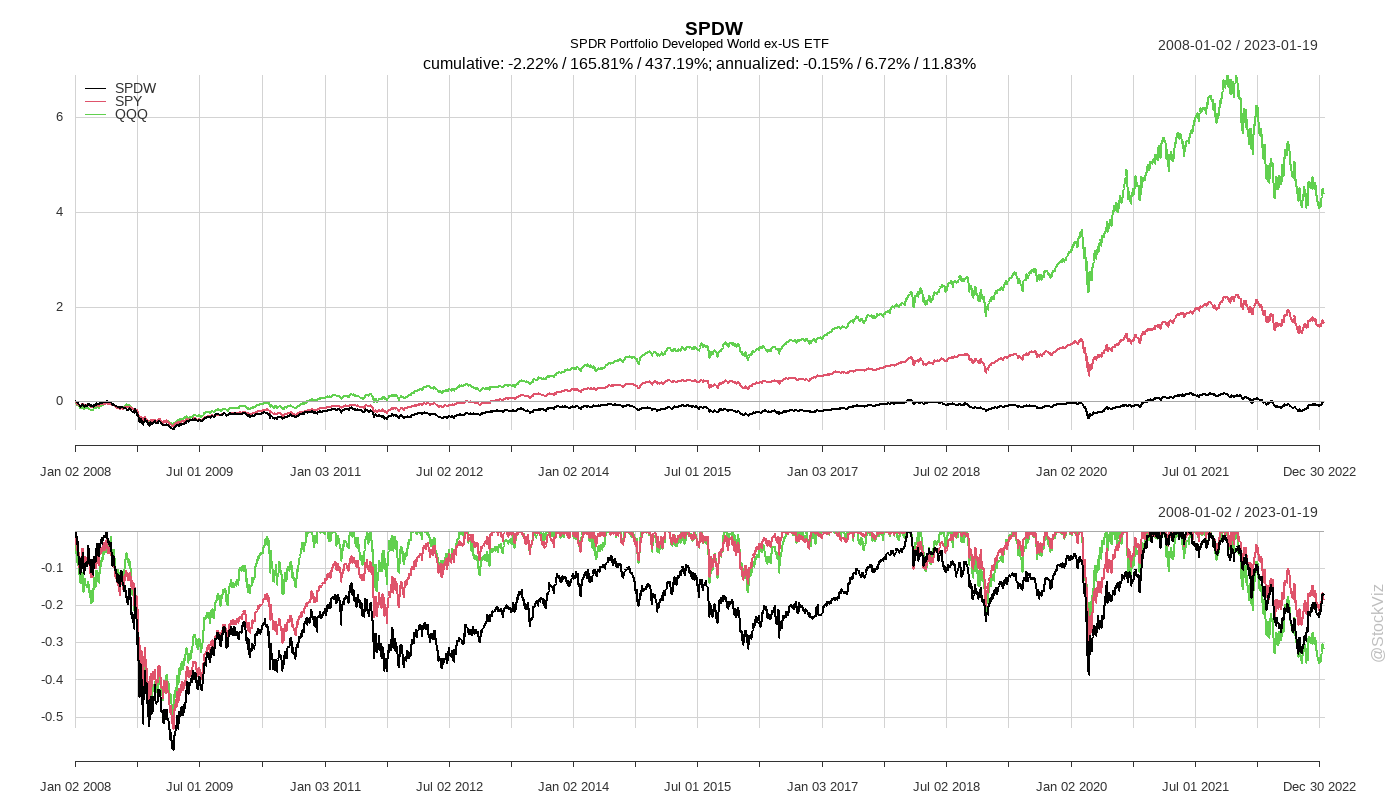 SPDW
SPDR Portfolio Developed World ex-US ETF
2008-01-02 / 2023-01-19
cumulative: -2.22% / 165.81% / 437.19%; annualized: -0.15% / 6.72% / 11.83%
SPDW
SPY
QQQ
6
4
2
0
Jan 02 2008 Jul 01 2009 Jan 03 2011 Jul 02 2012 Jan 02 2014 Jul 01 2015 Jan 03 2017 Jul 02 2018 Jan 02 2020 Jul 01 2021 Dec 30 2022
2008-01-02 / 2023-01-19
-0.1
-0.2
-0.3
-0.4
-0.5
Jan 02 2008 Jul 01 2009 Jan 03 2011 Jul 02 2012 Jan 02 2014 Jul 01 2015 Jan 03 2017 Jul 02 2018 Jan 02 2020 Jul 01 2021 Dec 30 2022
@StockViz